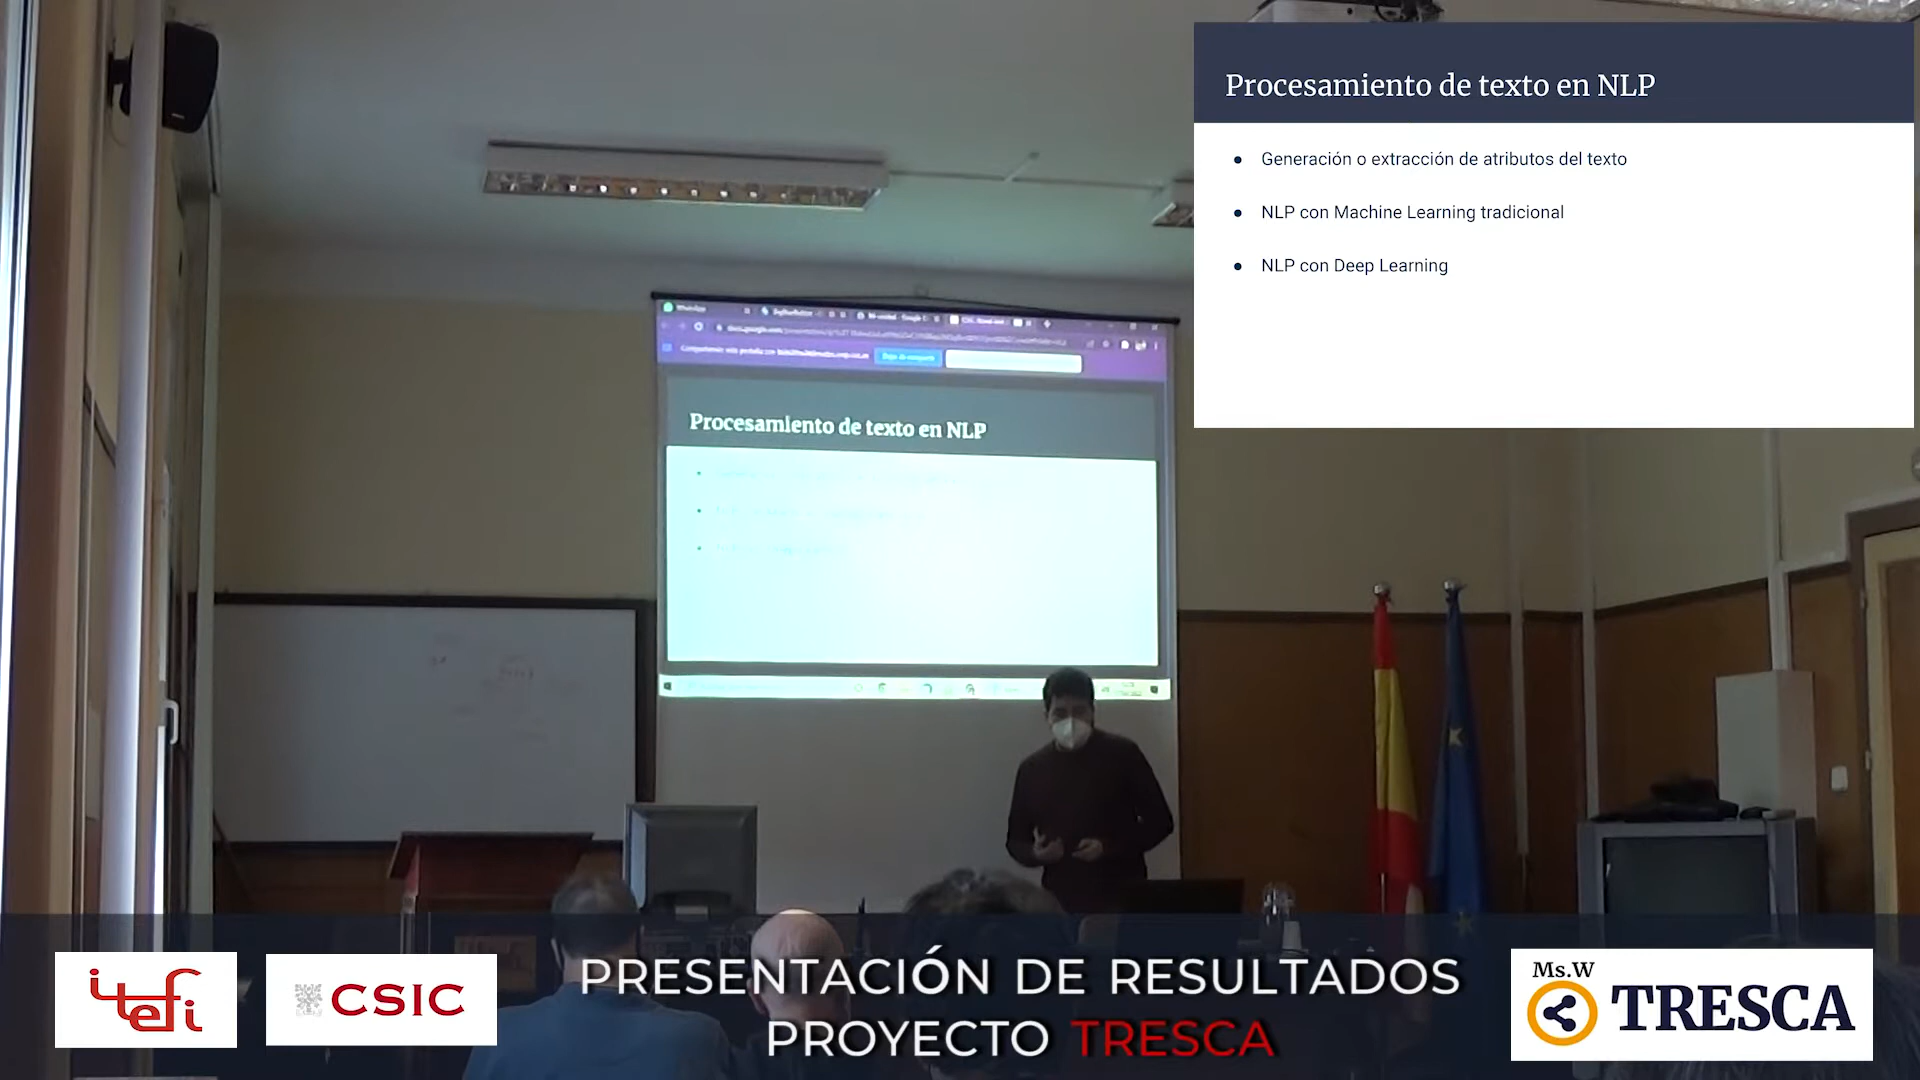 Procesamiento de texto en NLP
Generación o extracción de atributos del texto
NLP con Machine Learning tradicional
NLP con Deep Learning
WhatsApp
Procesamiento de texto en NLP
itefi
CSIC
PRESENTACIÓN DE RESULTADOS
PROYECTO TRESCA
Ms.W
TRESCA